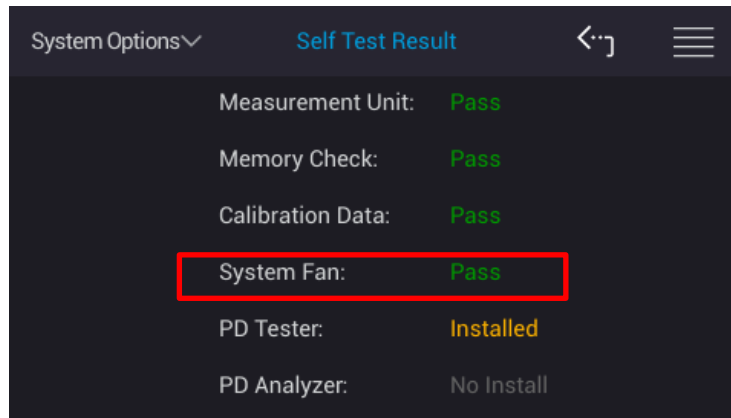 System Options Self Test Result
Measurement Unit: Pass
Memory Check: Pass
Calibration Data: Pass
System Fan: Pass
PD Tester: Installed
PD Analyzer: No Install